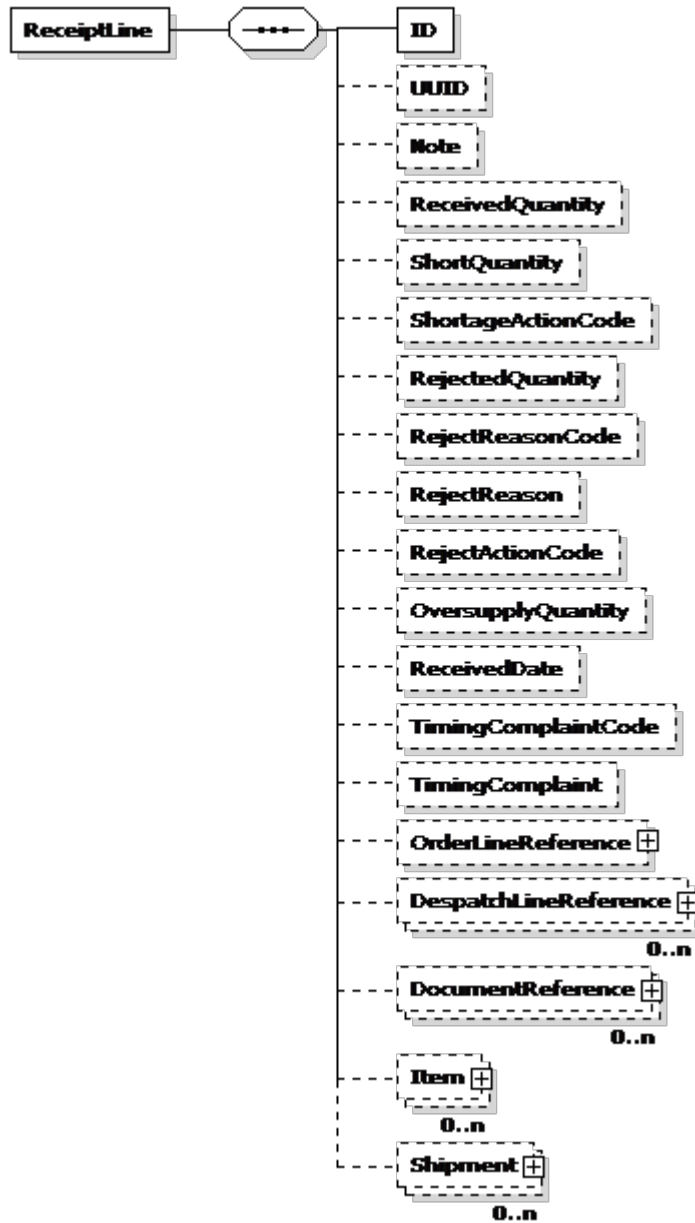 ReceiptLine
ID
UUID
Note
ReceivedQuantity
ShortQuantity
ShortageActionCode
RejectedQuantity
RejectReasonCode
RejectReason
RejectActionCode
OversupplyQuantity
ReceivedDate
TimingComplaintCode
TimingComplaint
OrderLineReference
DespatchLineReference
0..n
DocumentReference
0..n
Item
0..n
Shipment
0..n